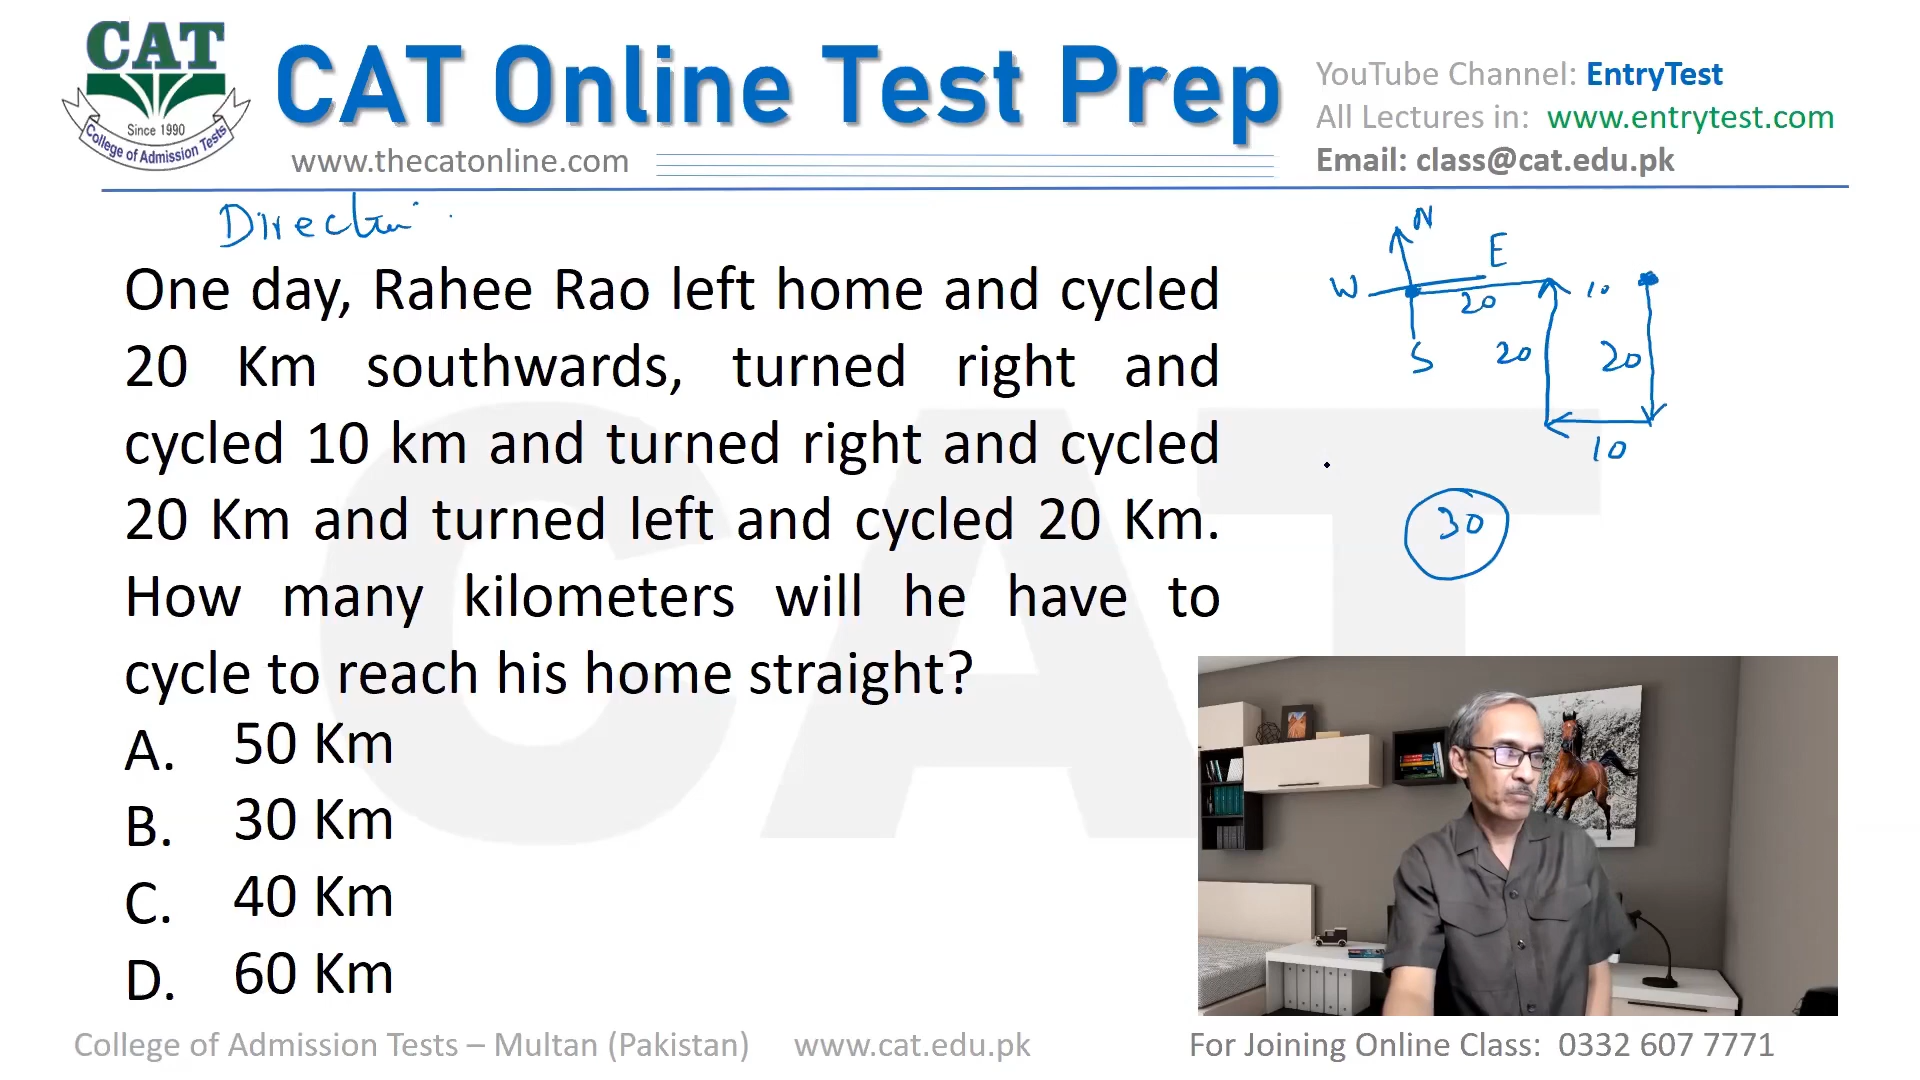 CAT
Since 1990
College of Admission Tests
CAT Online Test Prep
www.thecatonline.com
YouTube Channel: EntryTest
All Lectures in: www.entrytest.com
Email: class@cat.edu.pk
One day, Rahee Rao left home and cycled
20 Km southwards, turned right and
cycled 10 km and turned right and cycled
20 Km and turned left and cycled 20 Km.
How many kilometers will he have to
cycle to reach his home straight?
A. 50 Km
B. 30 Km
C. 40 Km
D. 60 Km
N
E
W
20
10
S
20
20
10
30
CAT
College of Admission Tests – Multan (Pakistan) www.cat.edu.pk
For Joining Online Class: 0332 607 7771